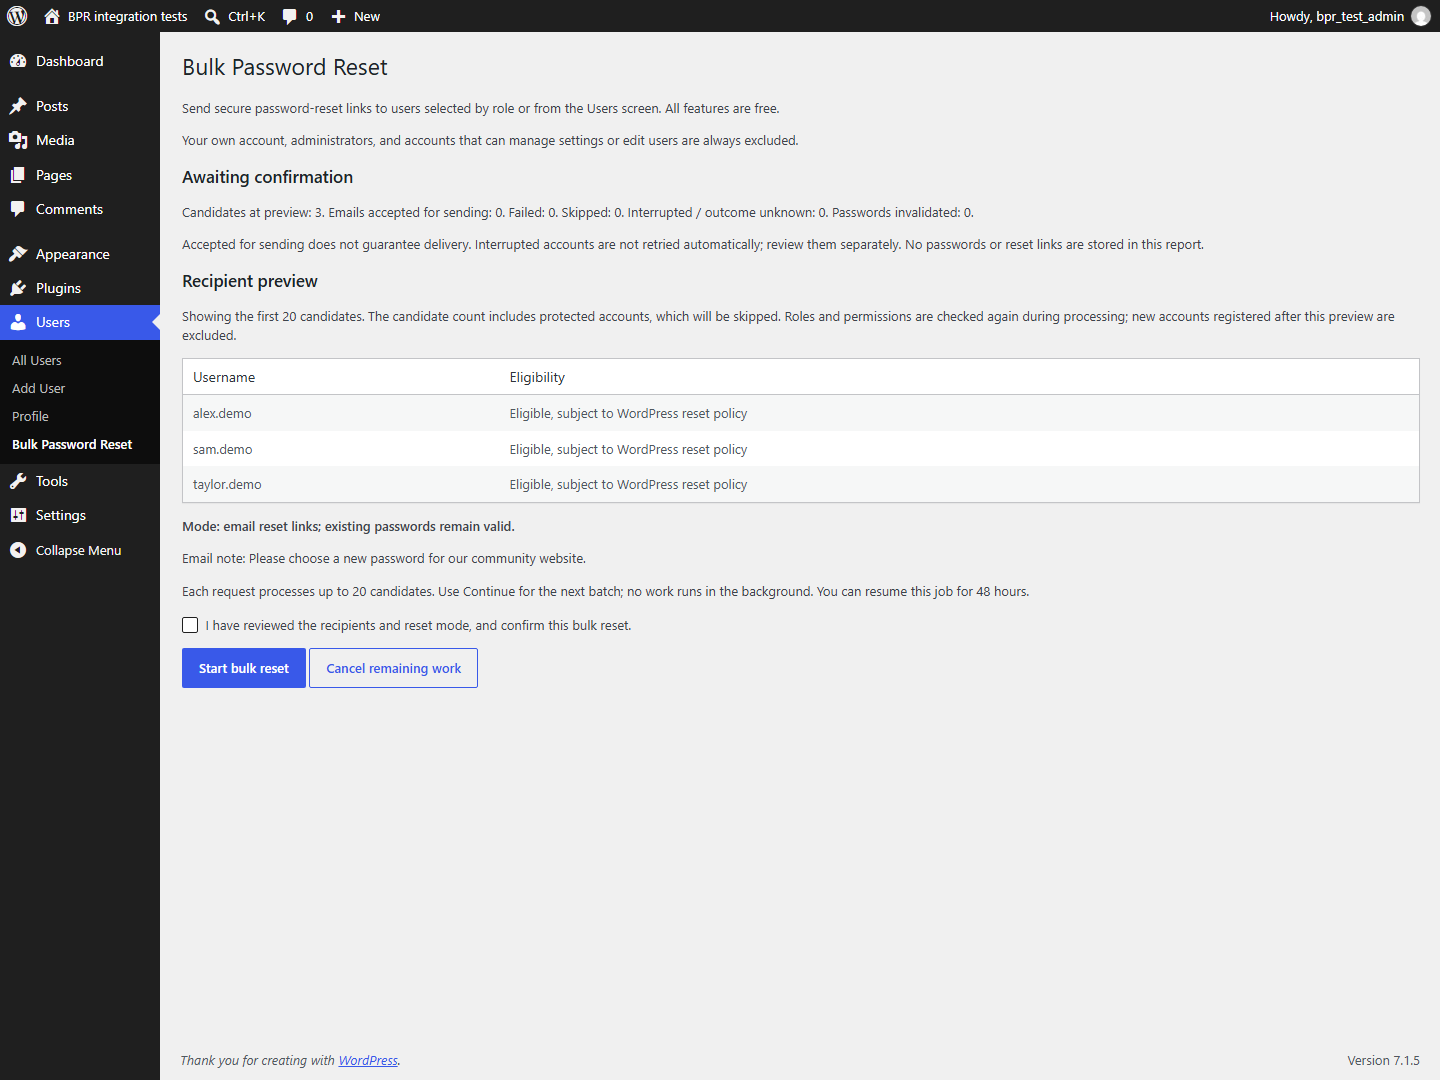 BPR integration tests Ctrl+K 0 New Howdy, bpr_test_admin
Dashboard
Posts
Media
Pages
Comments
Appearance
Plugins
Users
All Users
Add User
Profile
Bulk Password Reset
Tools
Settings
Collapse Menu
Bulk Password Reset
Send secure password-reset links to users selected by role or from the Users screen. All features are free.
Your own account, administrators, and accounts that can manage settings or edit users are always excluded.
Awaiting confirmation
Candidates at preview: 3. Emails accepted for sending: 0. Failed: 0. Skipped: 0. Interrupted / outcome unknown: 0. Passwords invalidated: 0.
Accepted for sending does not guarantee delivery. Interrupted accounts are not retried automatically; review them separately. No passwords or reset links are stored in this report.
Recipient preview
Showing the first 20 candidates. The candidate count includes protected accounts, which will be skipped. Roles and permissions are checked again during processing; new accounts registered after this preview are
excluded.
Username Eligibility
alex.demo Eligible, subject to WordPress reset policy
sam.demo Eligible, subject to WordPress reset policy
taylor.demo Eligible, subject to WordPress reset policy
Mode: email reset links; existing passwords remain valid.
Email note: Please choose a new password for our community website.
Each request processes up to 20 candidates. Use Continue for the next batch; no work runs in the background. You can resume this job for 48 hours.
I have reviewed the recipients and reset mode, and confirm this bulk reset.
Start bulk reset Cancel remaining work
Thank you for creating with WordPress. Version 7.1.5